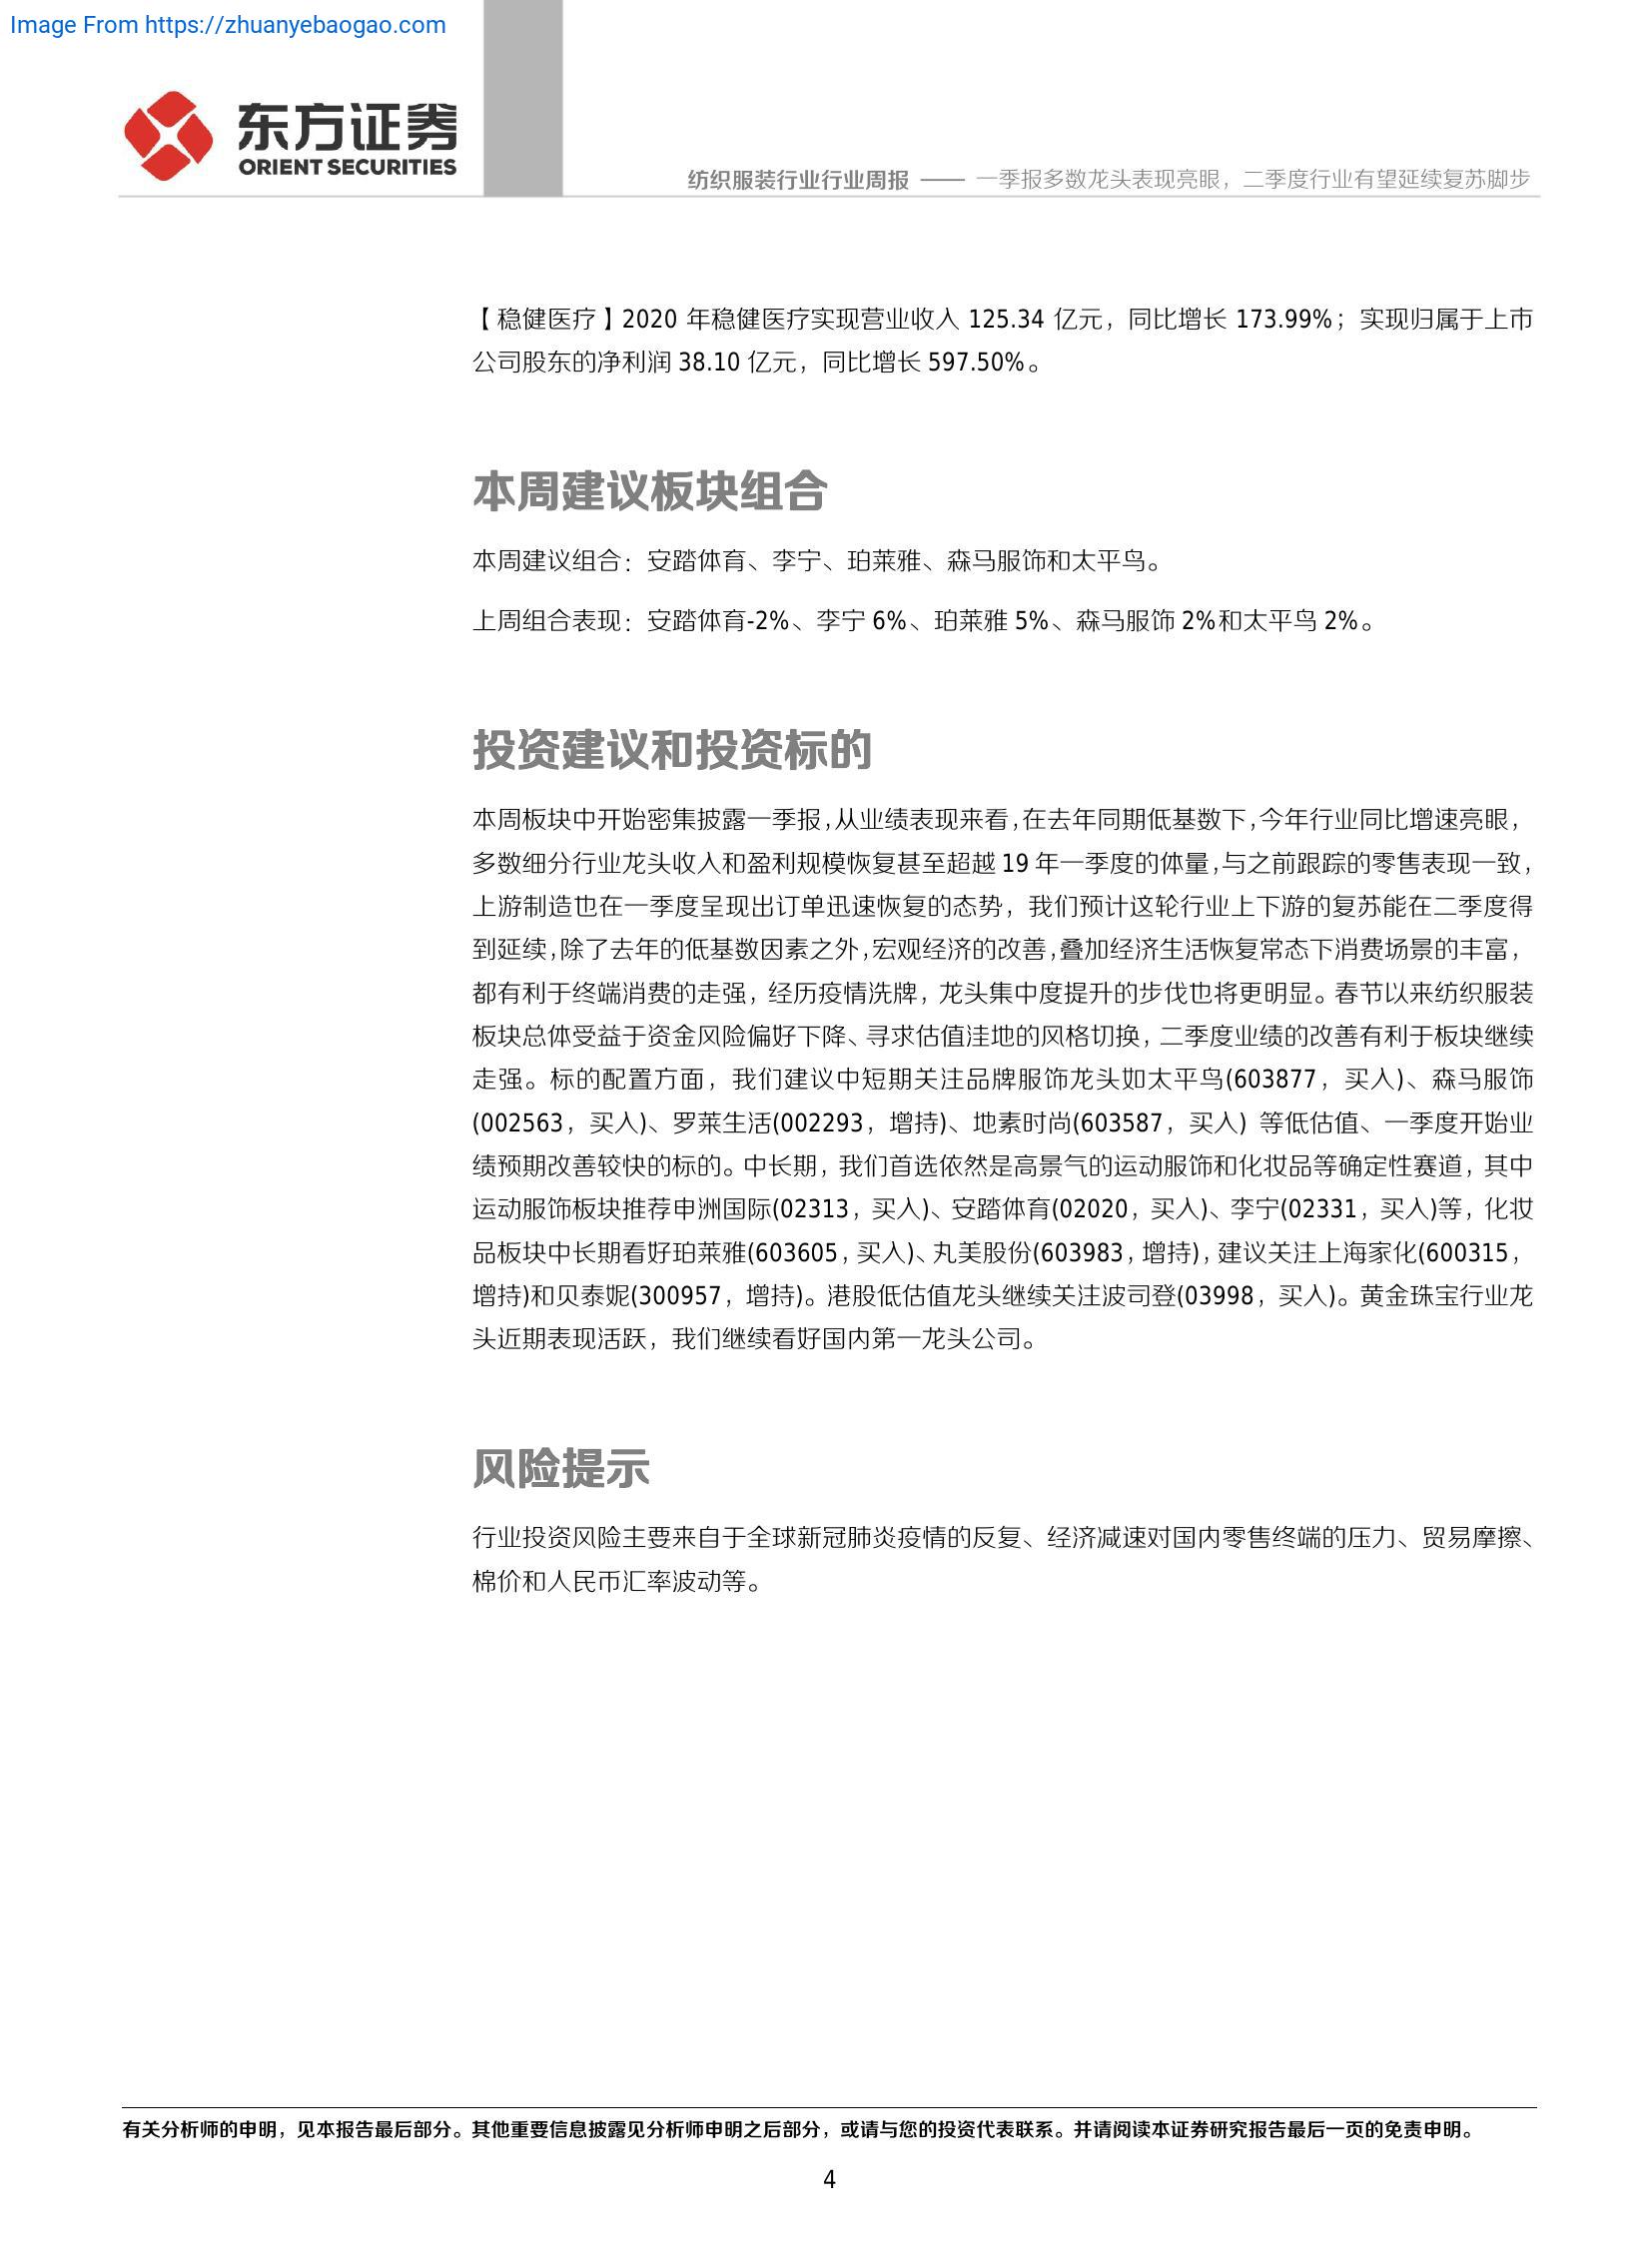 Image From https://zhuanyebaogao.com
东方证券
ORIENT SECURITIES
纺织服装行业行业周报 —— 一季报多数龙头表现亮眼，二季度行业有望延续复苏脚步
【稳健医疗】2020 年稳健医疗实现营业收入 125.34 亿元，同比增长 173.99%；实现归属于上市
公司股东的净利润 38.10 亿元，同比增长 597.50%。
本周建议板块组合
本周建议组合：安踏体育、李宁、珀莱雅、森马服饰和太平鸟。
上周组合表现：安踏体育-2%、李宁 6%、珀莱雅 5%、森马服饰 2%和太平鸟 2%。
投资建议和投资标的
本周板块中开始密集披露一季报，从业绩表现来看，在去年同期低基数下，今年行业同比增速亮眼，
多数细分行业龙头收入和盈利规模恢复甚至超越 19 年一季度的体量，与之前跟踪的零售表现一致，
上游制造也在一季度呈现出订单迅速恢复的态势，我们预计这轮行业上下游的复苏能在二季度得
到延续，除了去年的低基数因素之外，宏观经济的改善，叠加经济生活恢复常态下消费场景的丰富，
都有利于终端消费的走强，经历疫情洗牌，龙头集中度提升的步伐也将更明显。春节以来纺织服装
板块总体受益于资金风险偏好下降、寻求估值洼地的风格切换，二季度业绩的改善有利于板块继续
走强。标的配置方面，我们建议中短期关注品牌服饰龙头如太平鸟(603877，买入)、森马服饰
(002563，买入)、罗莱生活(002293，增持)、地素时尚(603587，买入) 等低估值、一季度开始业
绩预期改善较快的标的。中长期，我们首选依然是高景气的运动服饰和化妆品等确定性赛道，其中
运动服饰板块推荐申洲国际(02313，买入)、安踏体育(02020，买入)、李宁(02331，买入)等，化妆
品板块中长期看好珀莱雅(603605，买入)、丸美股份(603983，增持)，建议关注上海家化(600315，
增持)和贝泰妮(300957，增持)。港股低估值龙头继续关注波司登(03998，买入)。黄金珠宝行业龙
头近期表现活跃，我们继续看好国内第一龙头公司。
风险提示
行业投资风险主要来自于全球新冠肺炎疫情的反复、经济减速对国内零售终端的压力、贸易摩擦、
棉价和人民币汇率波动等。
有关分析师的申明，见本报告最后部分。其他重要信息披露见分析师申明之后部分，或请与您的投资代表联系。并请阅读本证券研究报告最后一页的免责申明。
4